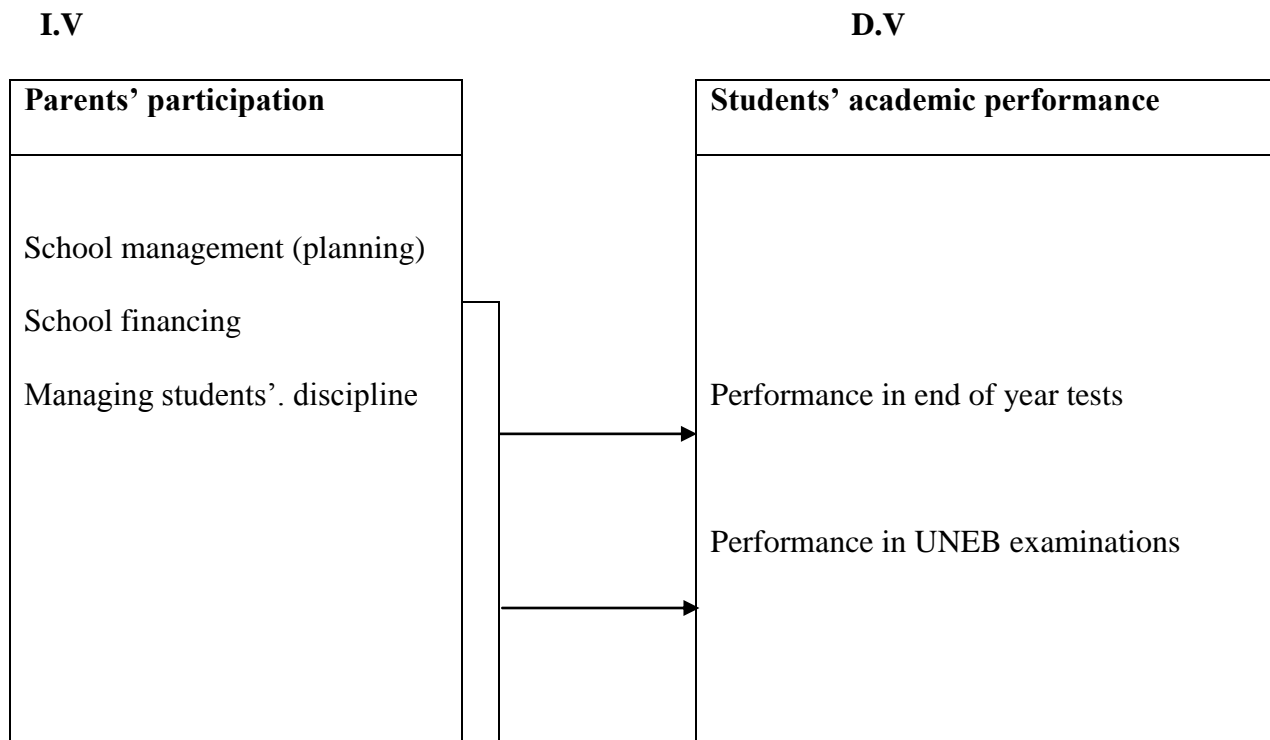 I.V
D.V
Parents’ participation
Students’ academic performance
School management (planning)
School financing
Managing students’. discipline
Performance in end of year tests
Performance in UNEB examinations